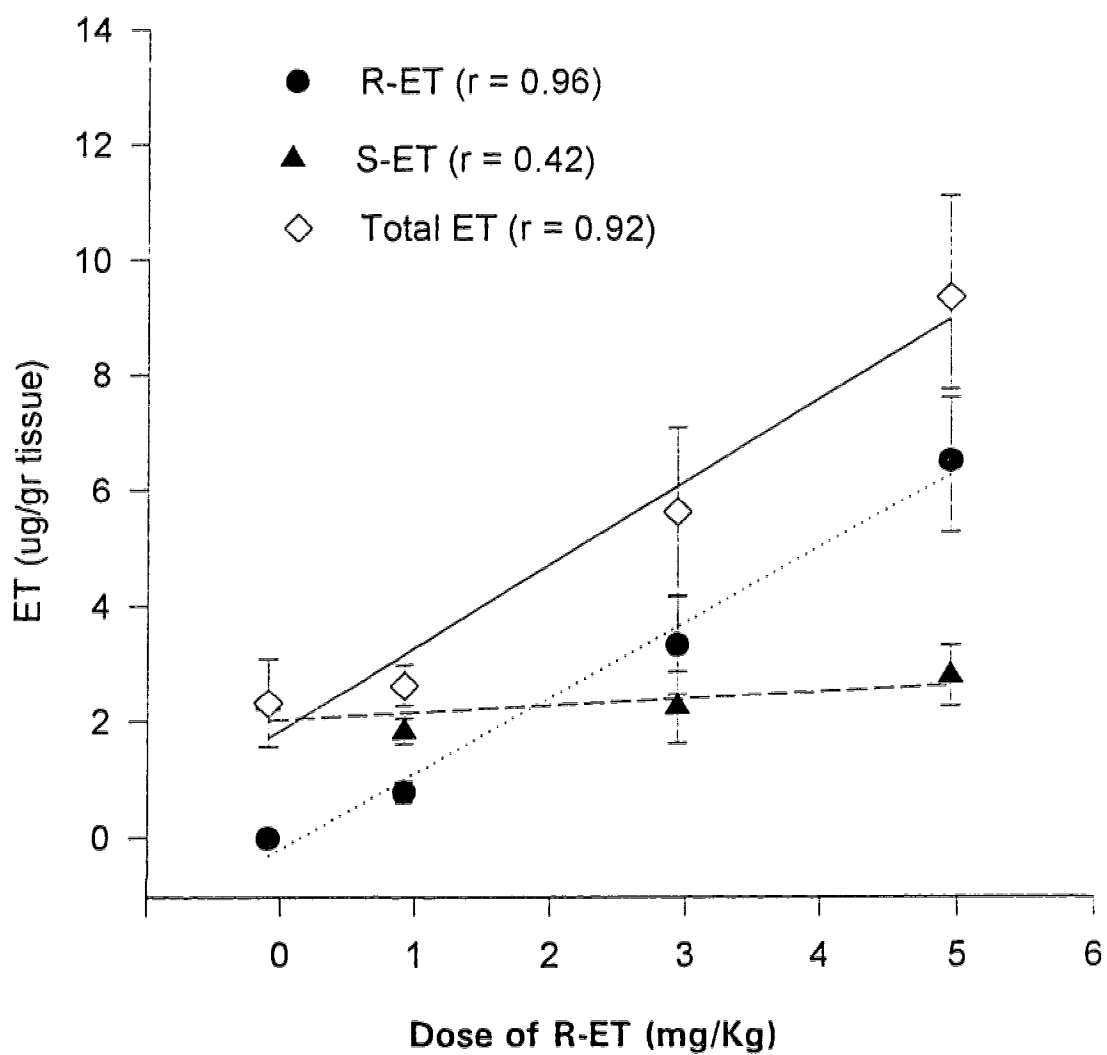 14
12
10
8
6
4
2
0
ET (ug/gr tissue)
R-ET (r = 0.96)
S-ET (r = 0.42)
Total ET (r = 0.92)
0 1 2 3 4 5 6
Dose of R-ET (mg/Kg)